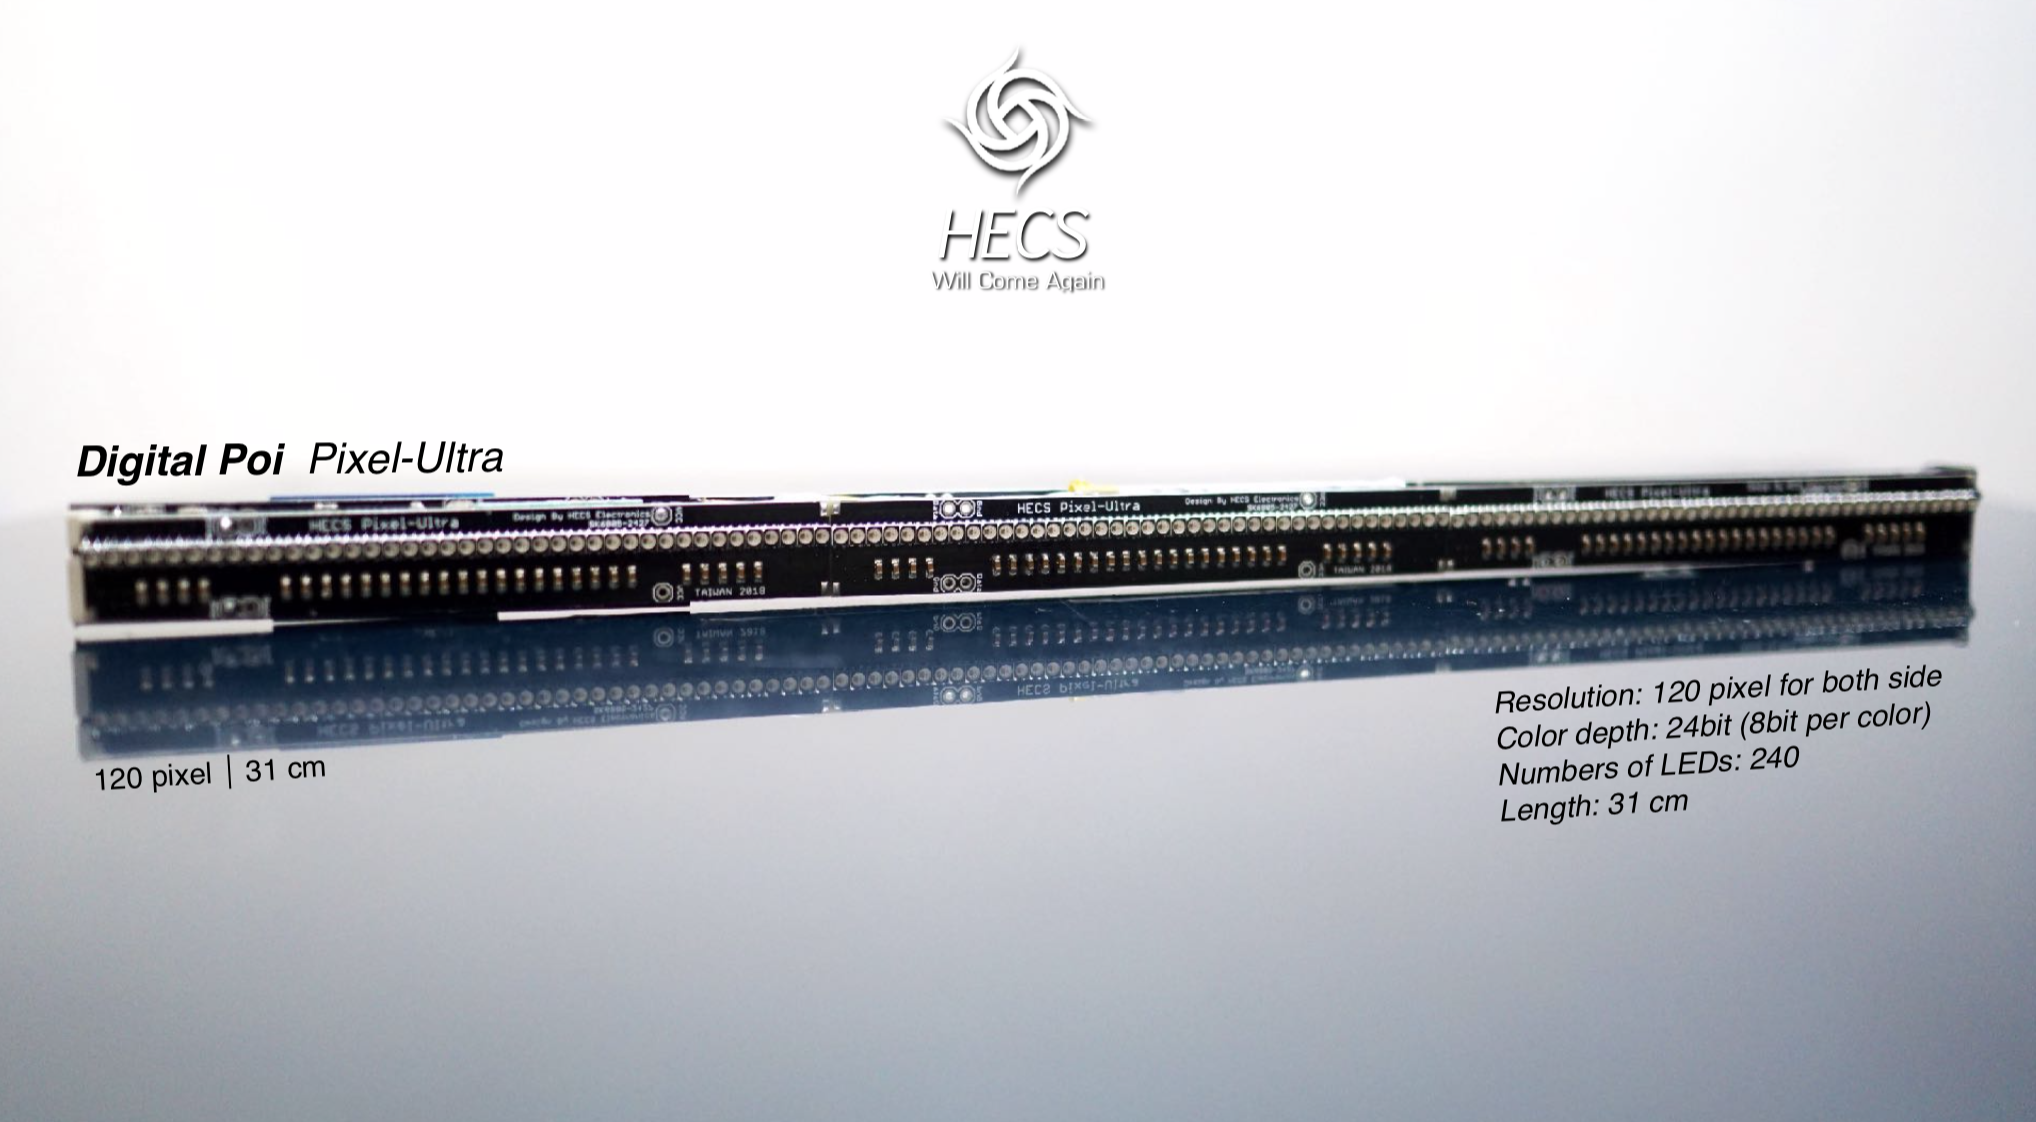 HECS
Will Come Again
Digital Poi Pixel-Ultra
HECS Pixel-Ultra
Design By HECS Electronics
HECS Pixel-Ultra
Design By HECS Electronics
HECS Pixel-Ultra
TAIWAN 2018
TAIWAN 2018
Resolution: 120 pixel for both side
Color depth: 24bit (8bit per color)
Numbers of LEDs: 240
Length: 31 cm
120 pixel | 31 cm